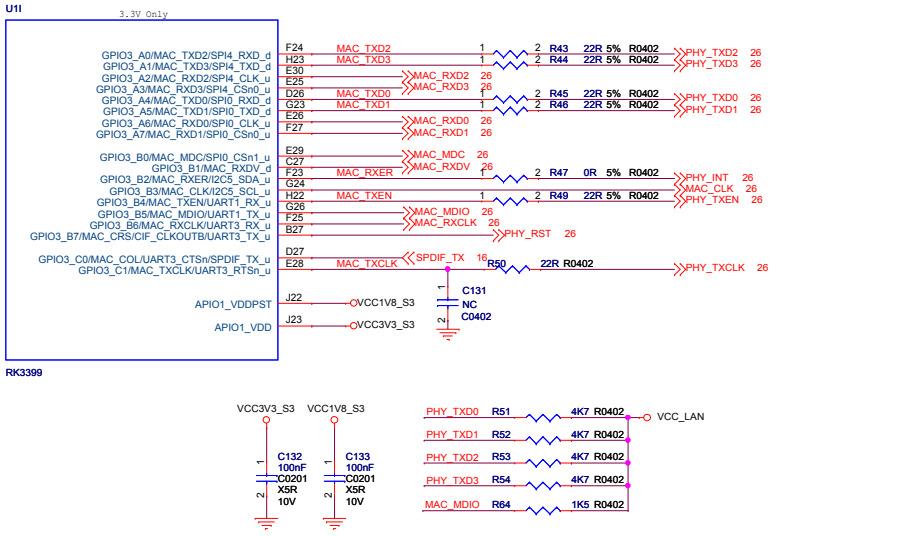 U1I
3.3V Only
GPIO3_A0/MAC_TXD2/SPI4_RXD_d F24 MAC_TXD2 1 2 R43 22R 5% R0402 PHY_TXD2 26
GPIO3_A1/MAC_TXD3/SPI4_TXD_d H23 MAC_TXD3 1 2 R44 22R 5% R0402 PHY_TXD3 26
GPIO3_A2/MAC_RXD2/SPI4_CLK_u E30 MAC_RXD2 26
GPIO3_A3/MAC_RXD3/SPI4_CSn0_u E25 MAC_RXD3 26
GPIO3_A4/MAC_TXD0/SPI0_RXD_d D26 MAC_TXD0 1 2 R45 22R 5% R0402 PHY_TXD0 26
GPIO3_A5/MAC_TXD1/SPI0_TXD_d G23 MAC_TXD1 1 2 R46 22R 5% R0402 PHY_TXD1 26
GPIO3_A6/MAC_RXD0/SPI0_CLK_u E26 MAC_RXD0 26
GPIO3_A7/MAC_RXD1/SPI0_CSn0_u F27 MAC_RXD1 26
GPIO3_B0/MAC_MDC/SPI0_CSn1_u E29 MAC_MDC 26
GPIO3_B1/MAC_RXDV_d C27 MAC_RXDV 26
GPIO3_B2/MAC_RXER/I2C5_SDA_u F23 MAC_RXER 1 2 R47 0R 5% R0402 PHY_INT 26
GPIO3_B3/MAC_CLK/I2C5_SCL_u G24 MAC_CLK 26
GPIO3_B4/MAC_TXEN/UART1_RX_u H22 MAC_TXEN 1 2 R49 22R 5% R0402 PHY_TXEN 26
GPIO3_B5/MAC_MDIO/UART1_TX_u G26 MAC_MDIO 26
GPIO3_B6/MAC_RXCLK/UART3_RX_u F25 MAC_RXCLK 26
GPIO3_B7/MAC_CRS/CIF_CLKOUTB/UART3_TX_u B27 PHY_RST 26
GPIO3_C0/MAC_COL/UART3_CTSn/SPDIF_TX_u D27 SPDIF_TX 16
GPIO3_C1/MAC_TXCLK/UART3_RTSn_u E28 MAC_TXCLK R50 22R R0402 PHY_TXCLK 26
1 C131
NC
2 C0402
APIO1_VDDPST J22 VCC1V8_S3
APIO1_VDD J23 VCC3V3_S3
RK3399
VCC3V3_S3 VCC1V8_S3
1 C132 1 C133
100nF 100nF
C0201 C0201
2 X5R 2 X5R
10V 10V
PHY_TXD0 R51 4K7 R0402 VCC_LAN
PHY_TXD1 R52 4K7 R0402
PHY_TXD2 R53 4K7 R0402
PHY_TXD3 R54 4K7 R0402
MAC_MDIO R64 1K5 R0402